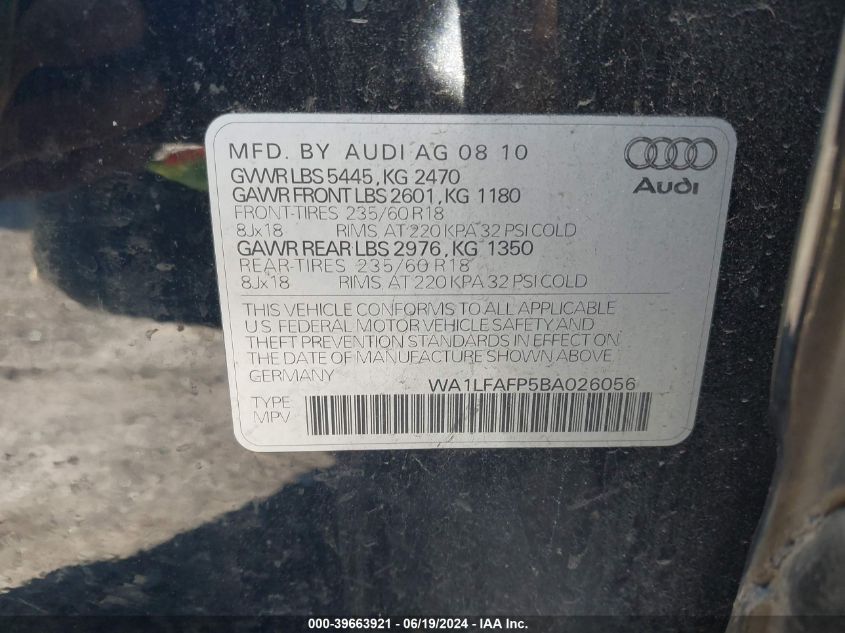 MFD. BY AUDI AG 08 10
GWWR LBS 5445, KG 2470
GAWR FRONT LBS 2601, KG 1180
FRONT-TIRES 235/60 R18
8Jx18 RIMS AT 220 KPA 32 PSI COLD
GAWR REAR LBS 2976, KG 1350
REAR-TIRES 235/60 R18
8Jx18 RIMS AT 220 KPA 32 PSI COLD
Audi
THIS VEHICLE CONFORMS TO ALL APPLICABLE
U.S. FEDERAL MOTOR VEHICLE SAFETY AND
THEFT PREVENTION STANDARDS IN EFFECT ON
THE DATE OF MANUFACTURE SHOWN ABOVE
GERMANY WA1LFAFP5BA026056
TYPE
MPV
000-39663921 - 06/19/2024 - IAA Inc.